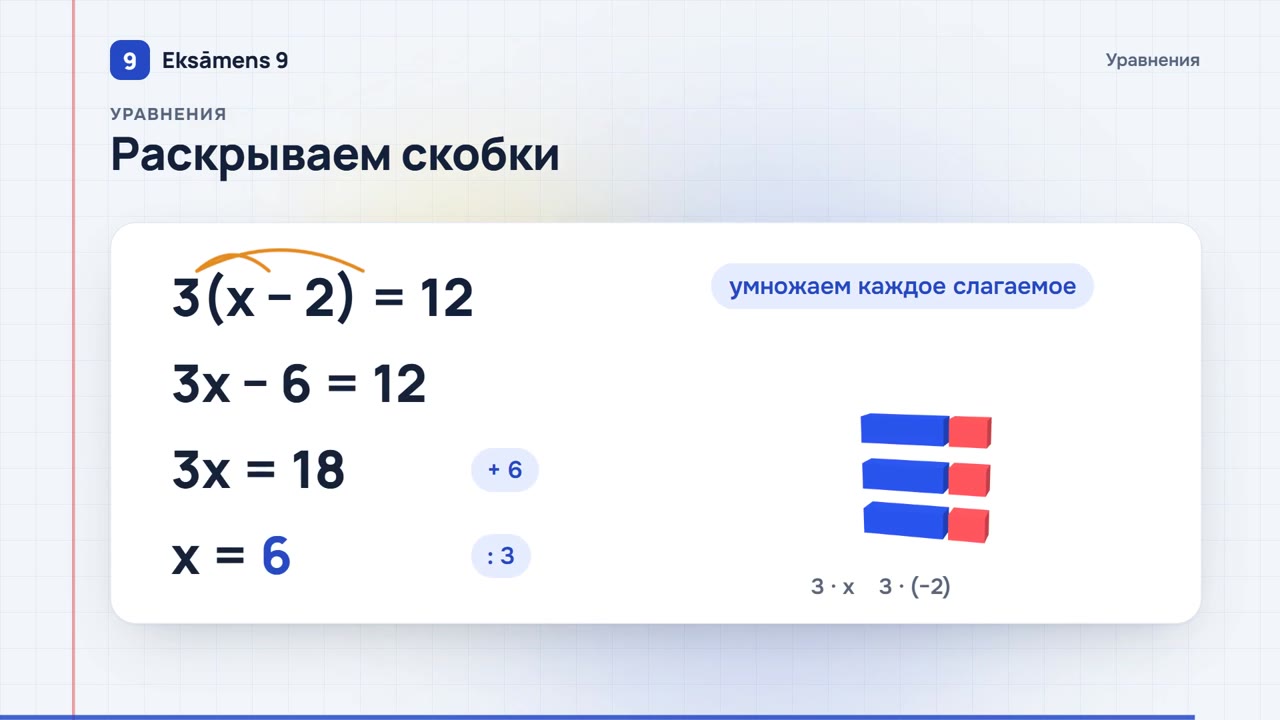 9 Eksāmens 9
Уравнения
УРАВНЕНИЯ
Раскрываем скобки
3(x − 2) = 12
умножаем каждое слагаемое
3x − 6 = 12
3x = 18
+ 6
x = 6
: 3
3 · x 3 · (−2)